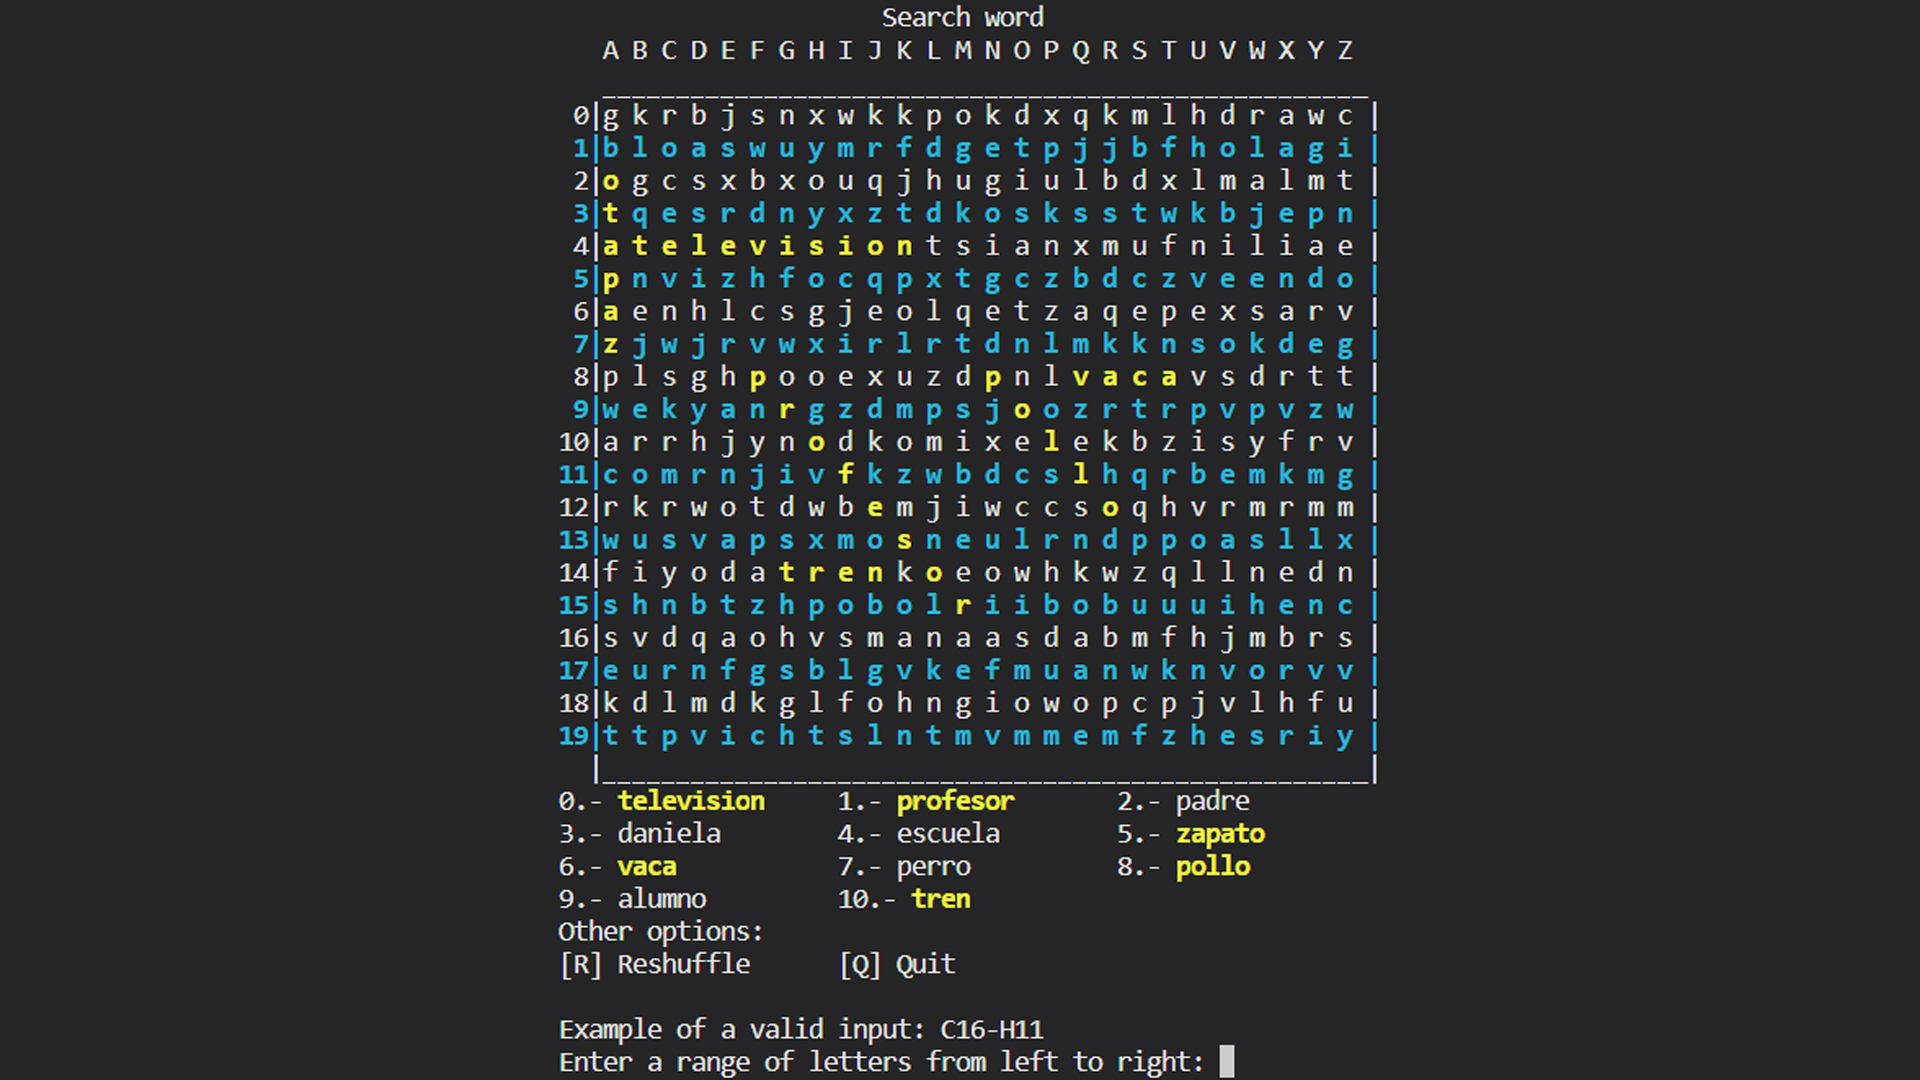 Search word
A B C D E F G H I J K L M N O P Q R S T U V W X Y Z
0|g k r b j s n x w k k p o k d x q k m l h d r a w c |
1|b l o a s w u y m r f d g e t p j j b f h o l a g i |
2|o g c s x b x o u q j h u g i u l b d x l m a l m t |
3|t q e s r d n y x z t d k o s k s s t w k b j e p n |
4|a t e l e v i s i o n t s i a n x m u f n i l i a e |
5|p n v i z h f o c q p x t g c z b d c z v e e n d o |
6|a e n h l c s g j e o l q e t z a q e p e x s a r v |
7|z j w j r v w x i r l r t d n l m k k n s o k d e g |
8|p l s g h p o o e x u z d p n l v a c a v s d r t t |
9|w e k y a n r g z d m p s j o o z r t r p v p v z w |
10|a r r h j y n o d k o m i x e l e k b z i s y f r v |
11|c o m r n j i v f k z w b d c s l h q r b e m k m g |
12|r k r w o t d w b e m j i w c c s o q h v r m r m m |
13|w u s v a p s x m o s n e u l r n d p p o a s l l x |
14|f i y o d a t r e n k o e o w h k w z q l l n e d n |
15|s h n b t z h p o b o l r i i b o b u u u i h e n c |
16|s v d q a o h v s m a n a a s d a b m f h j m b r s |
17|e u r n f g s b l g v k e f m u a n w k n v o r v v |
18|k d l m d k g l f o h n g i o w o p c p j v l h f u |
19|t t p v i c h t s l n t m v m m e m f z h e s r i y |
0.- television 1.- profesor 2.- padre
3.- daniela 4.- escuela 5.- zapato
6.- vaca 7.- perro 8.- pollo
9.- alumno 10.- tren
Other options:
[R] Reshuffle [Q] Quit
Example of a valid input: C16-H11
Enter a range of letters from left to right: